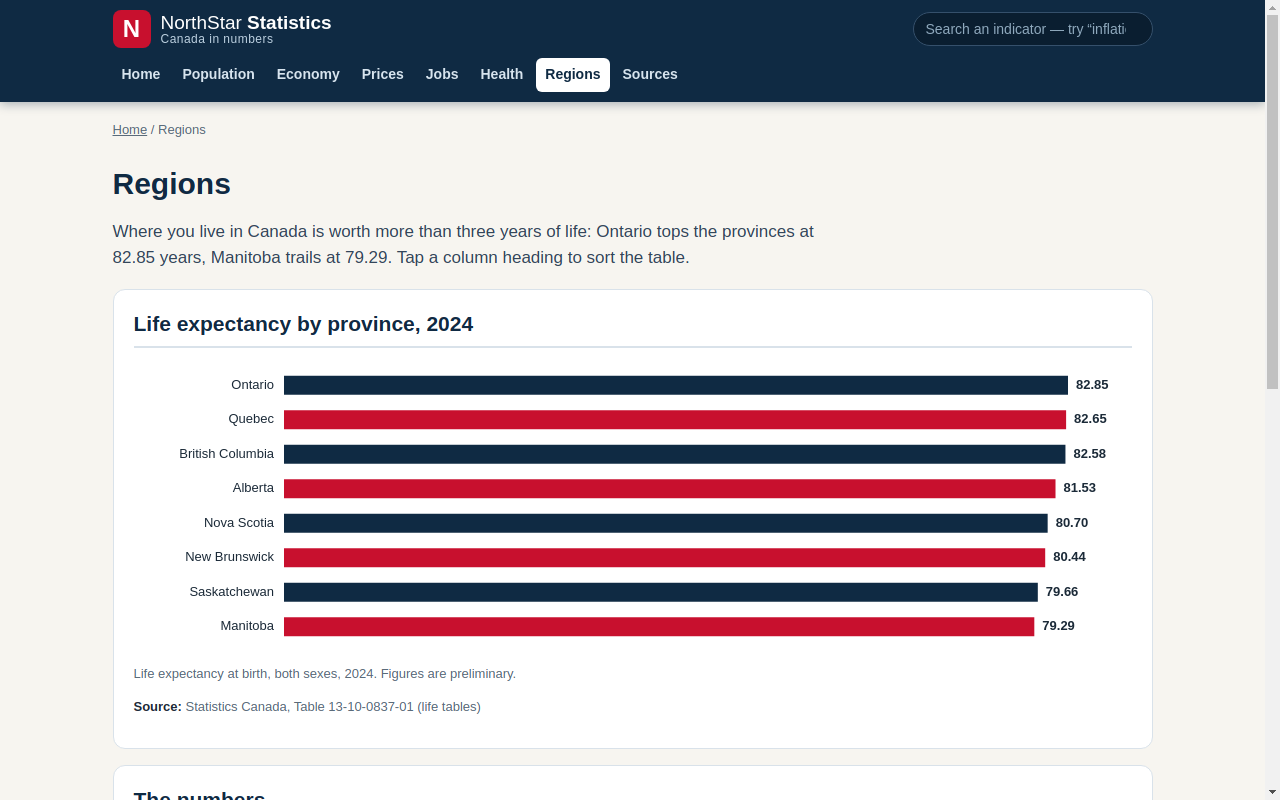 N
NorthStar Statistics
Canada in numbers
Search an indicator — try “inflati
Home Population Economy Prices Jobs Health Regions Sources
Home / Regions
Regions
Where you live in Canada is worth more than three years of life: Ontario tops the provinces at
82.85 years, Manitoba trails at 79.29. Tap a column heading to sort the table.
Life expectancy by province, 2024
Ontario 82.85
Quebec 82.65
British Columbia 82.58
Alberta 81.53
Nova Scotia 80.70
New Brunswick 80.44
Saskatchewan 79.66
Manitoba 79.29
Life expectancy at birth, both sexes, 2024. Figures are preliminary.
Source: Statistics Canada, Table 13-10-0837-01 (life tables)
The numbers